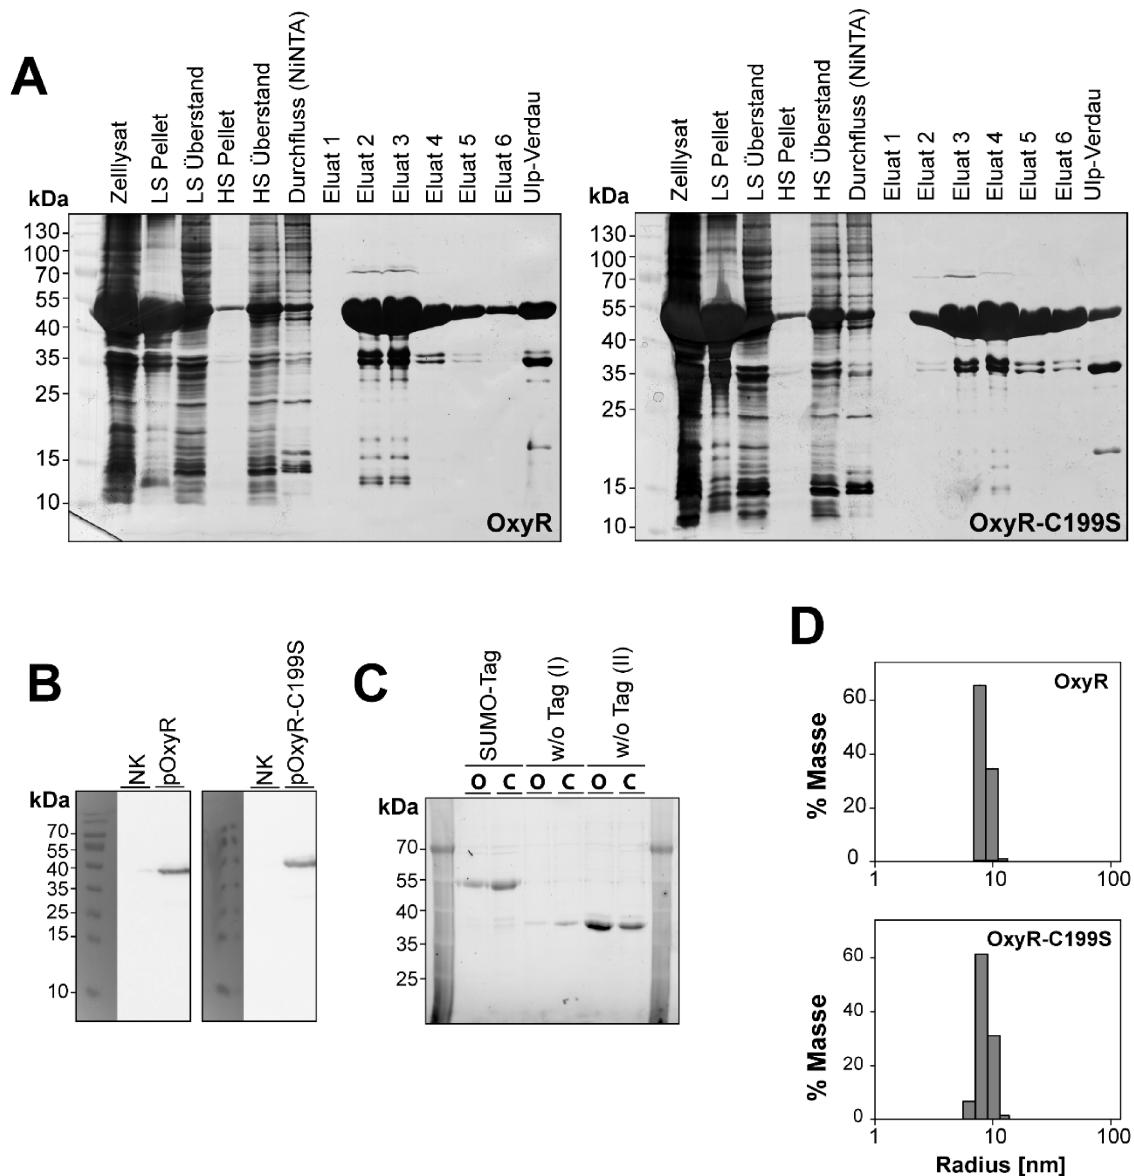 A
Zelllysat
LS Pellet
LS Überstand
HS Pellet
HS Überstand
Durchfluss (NiNTA)
Eluat 1
Eluat 2
Eluat 3
Eluat 4
Eluat 5
Eluat 6
Ulp-Verdau
kDa
130
100
70
55
40
35
25
15
10
OxyR
Zelllysat
LS Pellet
LS Überstand
HS Pellet
HS Überstand
Durchfluss (NiNTA)
Eluat 1
Eluat 2
Eluat 3
Eluat 4
Eluat 5
Eluat 6
Ulp-Verdau
kDa
130
100
70
55
40
35
25
15
10
OxyR-C199S
B
NK
pOxyR
NK
pOxyR-C199S
kDa
70
55
40
35
25
15
10
C
SUMO-Tag
w/o Tag (I)
w/o Tag (II)
O C O C O C
kDa
70
55
40
35
25
D
OxyR
% Masse
60
40
20
0
1 10 100
OxyR-C199S
% Masse
60
40
20
0
1 10 100
Radius [nm]